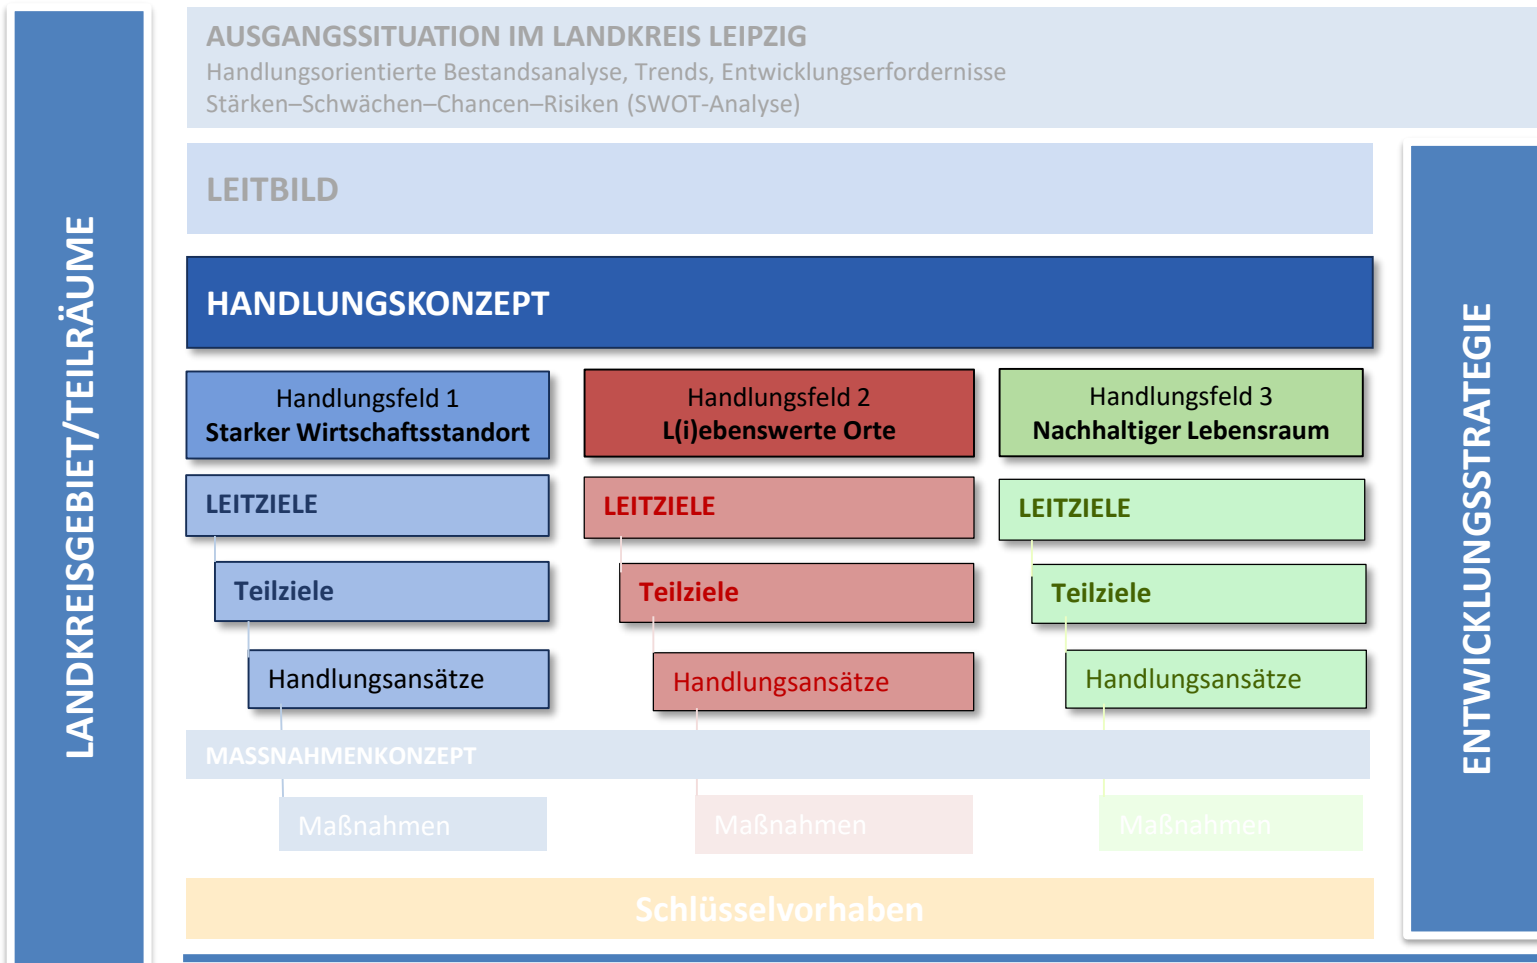 LANDKREISGEBIET/TEILRÄUME
AUSGANGSSITUATION IM LANDKREIS LEIPZIG
Handlungsorientierte Bestandsanalyse, Trends, Entwicklungserfordernisse
Stärken–Schwächen–Chancen–Risiken (SWOT-Analyse)
LEITBILD
HANDLUNGSKONZEPT
Handlungsfeld 1
Starker Wirtschaftsstandort
LEITZIELE
Teilziele
Handlungsansätze
Handlungsfeld 2
L(i)ebenswerte Orte
LEITZIELE
Teilziele
Handlungsansätze
Handlungsfeld 3
Nachhaltiger Lebensraum
LEITZIELE
Teilziele
Handlungsansätze
MASSNAHMENKONZEPT
Maßnahmen
Maßnahmen
Maßnahmen
Schlüsselvorhaben
ENTWICKLUNGSSTRATEGIE